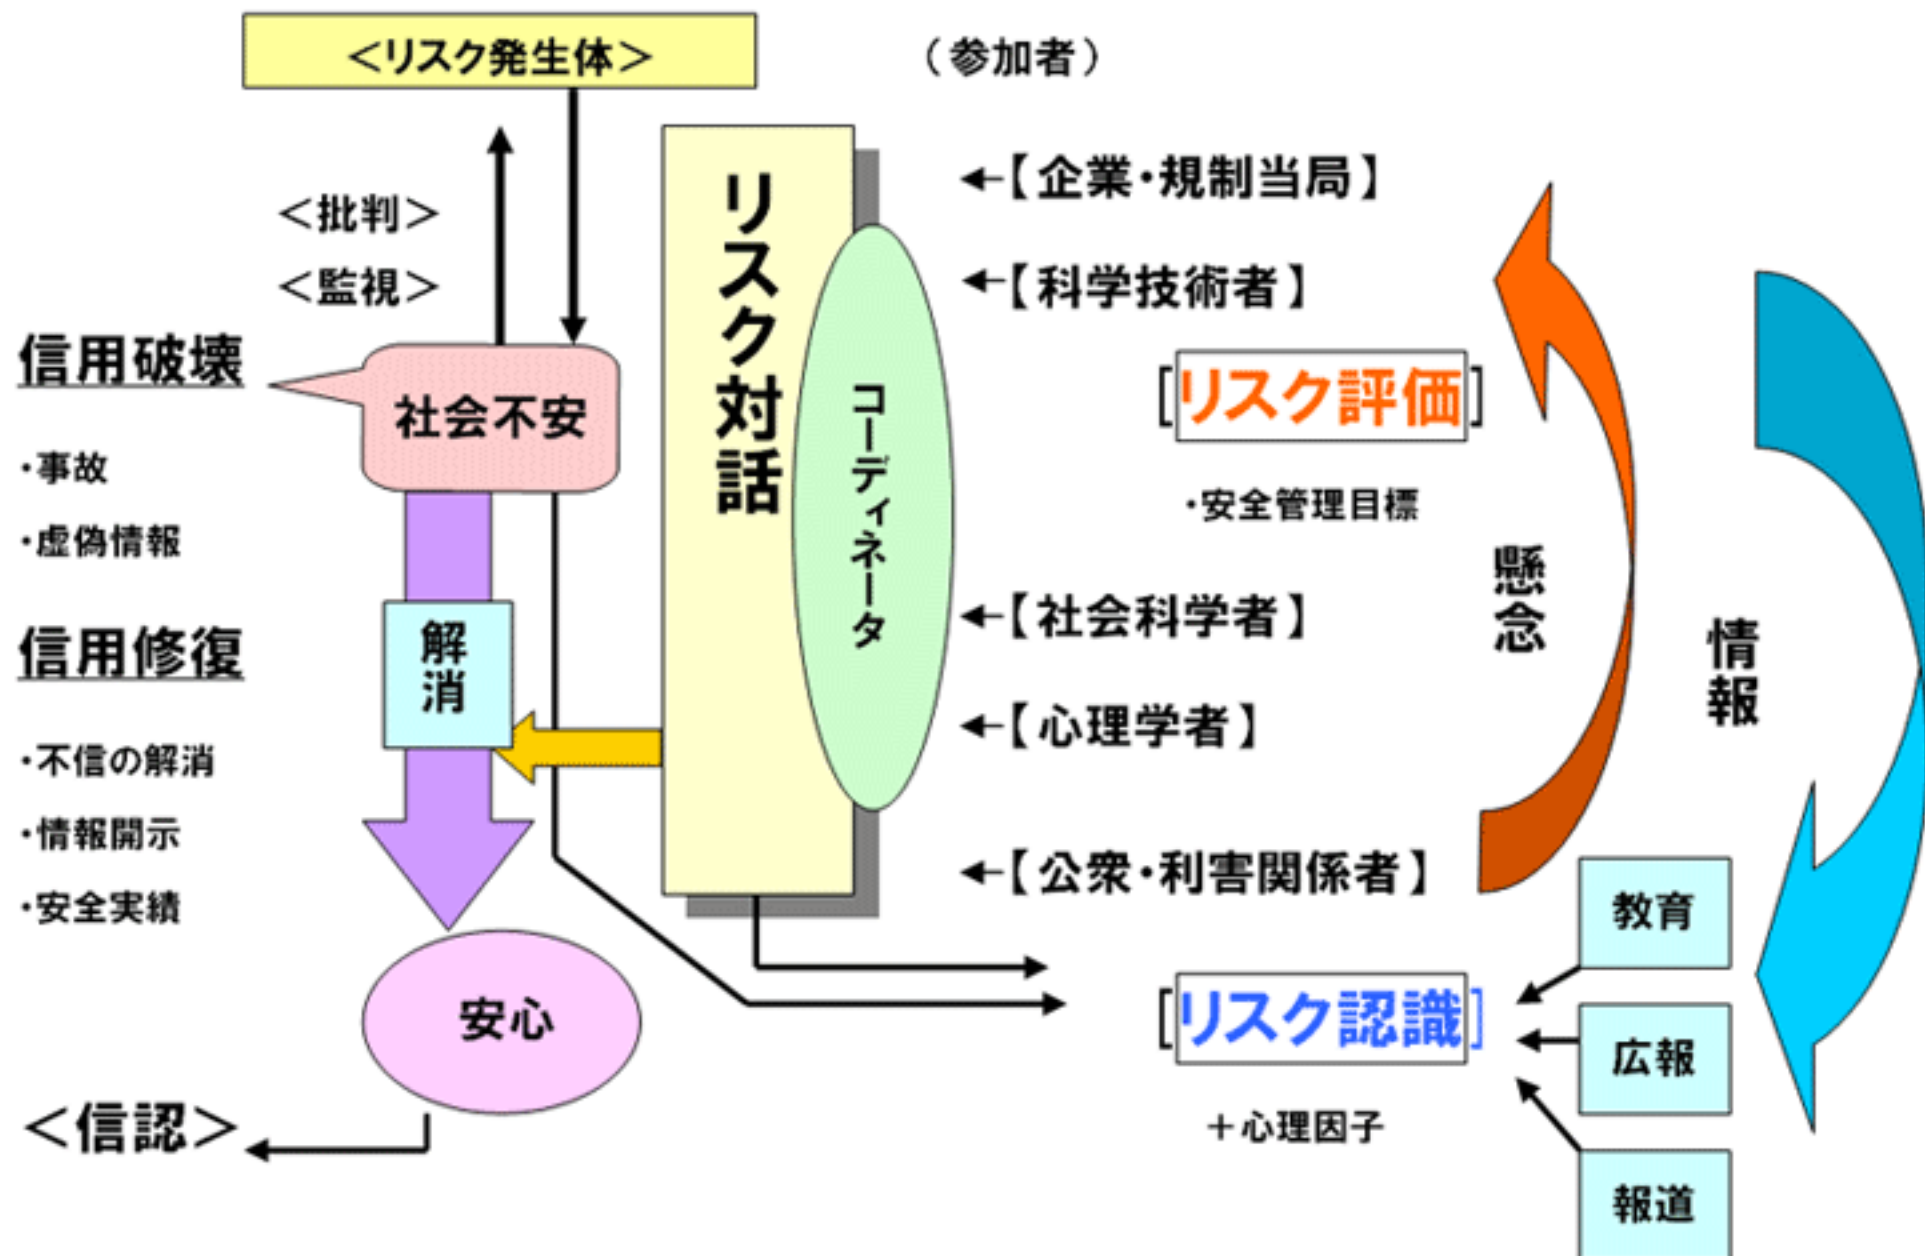 ＜リスク発生体＞
（参加者）
＜批判＞
＜監視＞
信用破壊
・事故
・虚偽情報
信用修復
・不信の解消
・情報開示
・安全実績
社会不安
解消
安心
＜信認＞
リスク対話
コーディネータ
←【企業・規制当局】
←【科学技術者】
[リスク評価]
・安全管理目標
←【社会科学者】
←【心理学者】
←【公衆・利害関係者】
[リスク認識]
＋心理因子
懸念
情報
教育
広報
報道